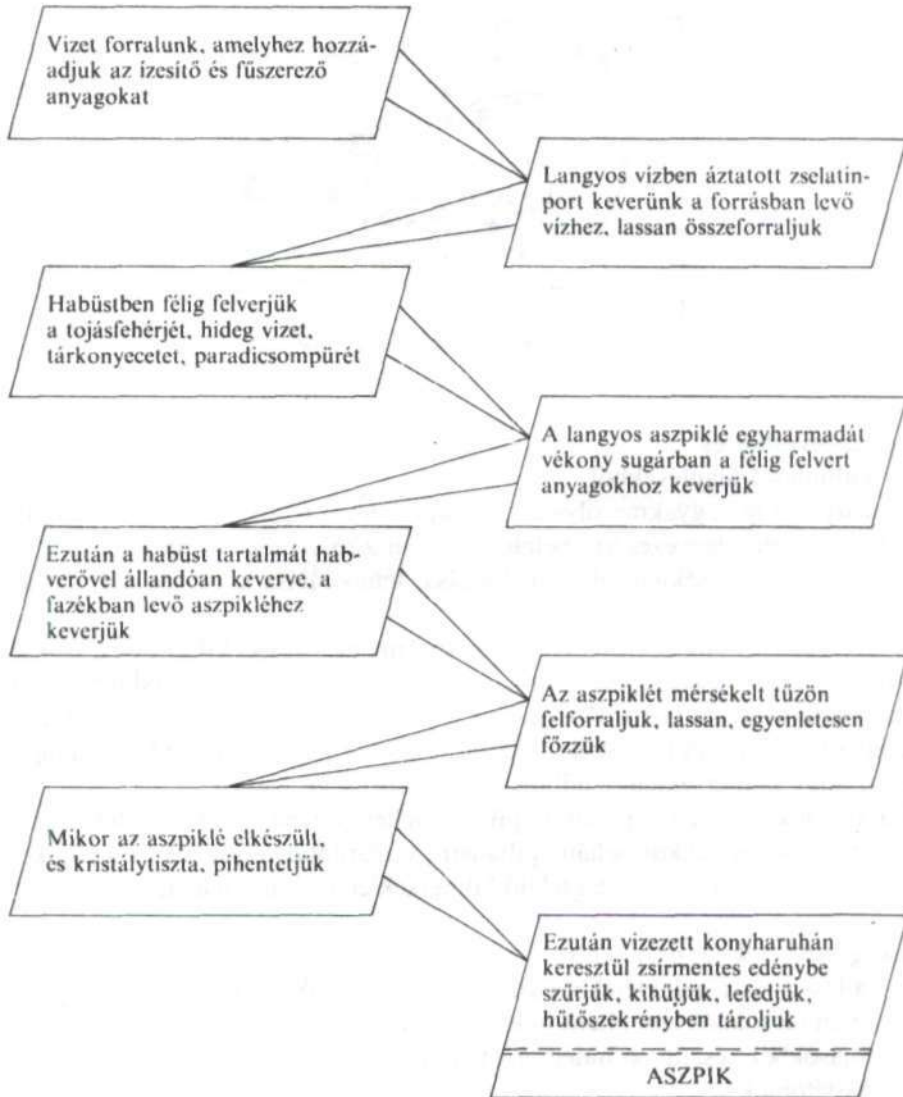 Vizet forralunk, amelyhez hozzá-
adjuk az ízesítő és fűszerező
anyagokat
Langyos vízben áztatott zselatin-
port keverünk a forrásban levő
vízhez, lassan összeforraljuk
Habüstben félig felverjük
a tojásfehérjét, hideg vizet,
tárkonyecetet, paradicsompürét
A langyos aszpiklé egyharmadát
vékony sugárban a félig felvert
anyagokhoz keverjük
Ezután a habüst tartalmát hab-
verővel állandóan keverve, a
fazékban levő aszpikléhez
keverjük
Az aszpiklét mérsékelt tűzön
felforraljuk, lassan, egyenletesen
főzzük
Mikor az aszpiklé elkészült,
és kristálytiszta, pihentetjük
Ezután vizezett konyharuhán
keresztül zsírmentes edénybe
szűrjük, kihűtjük, lefedjük,
hűtőszekrényben tároljuk
ASZPIK